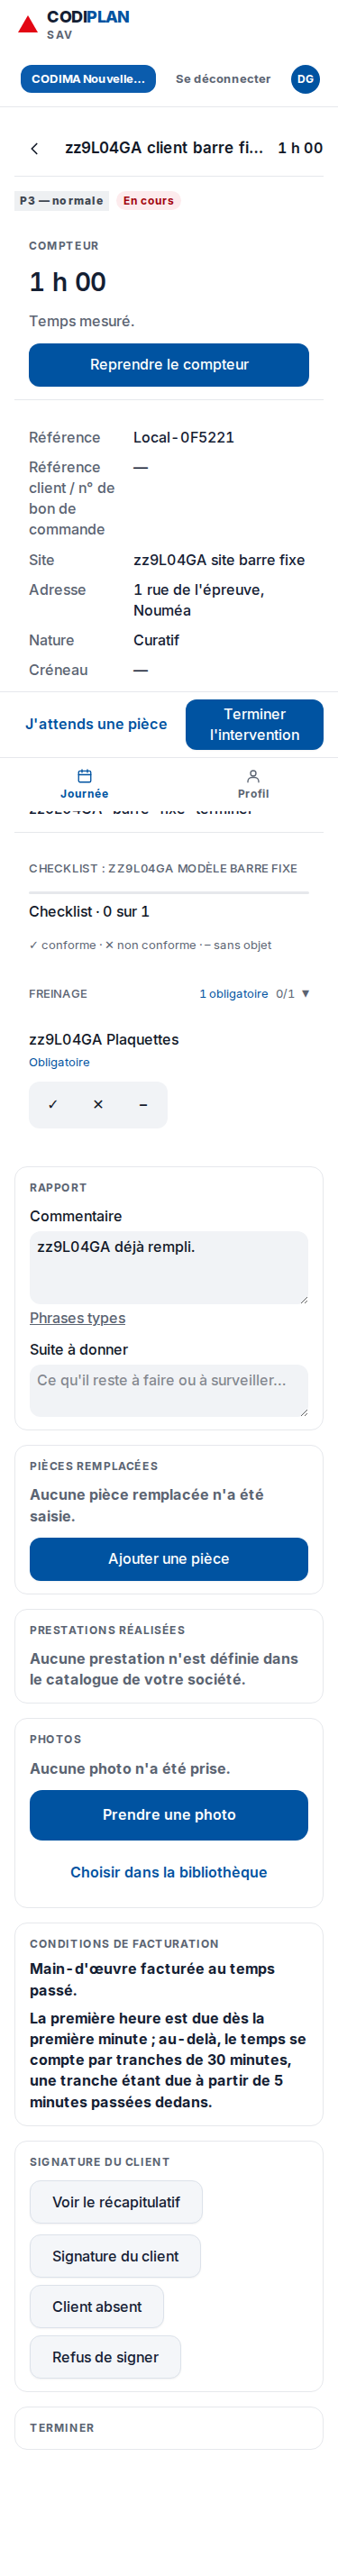 CODIPLAN
SAV
CODIMA Nouvelle...
Se déconnecter
DG
zz9L04GA client barre fi...
1 h 00
P3 — normale
En cours
COMPTEUR
1 h 00
Temps mesuré.
Reprendre le compteur
Référence
Local-0F5221
Référence
client / n° de
bon de
commande
—
Site
zz9L04GA site barre fixe
Adresse
1 rue de l'épreuve,
Nouméa
Nature
Curatif
Créneau
—
J'attends une pièce
Terminer
l'intervention
Journée
Profil
CHECKLIST : ZZ9L04GA MODÈLE BARRE FIXE
Checklist · 0 sur 1
✓ conforme · ✕ non conforme · – sans objet
FREINAGE
1 obligatoire
0/1 ▼
zz9L04GA Plaquettes
Obligatoire
✓ ✕ –
RAPPORT
Commentaire
zz9L04GA déjà rempli.
Phrases types
Suite à donner
Ce qu'il reste à faire ou à surveiller...
PIÈCES REMPLACÉES
Aucune pièce remplacée n'a été
saisie.
Ajouter une pièce
PRESTATIONS RÉALISÉES
Aucune prestation n'est définie dans
le catalogue de votre société.
PHOTOS
Aucune photo n'a été prise.
Prendre une photo
Choisir dans la bibliothèque
CONDITIONS DE FACTURATION
Main-d'œuvre facturée au temps
passé.
La première heure est due dès la
première minute ; au-delà, le temps se
compte par tranches de 30 minutes,
une tranche étant due à partir de 5
minutes passées dedans.
SIGNATURE DU CLIENT
Voir le récapitulatif
Signature du client
Client absent
Refus de signer
TERMINER